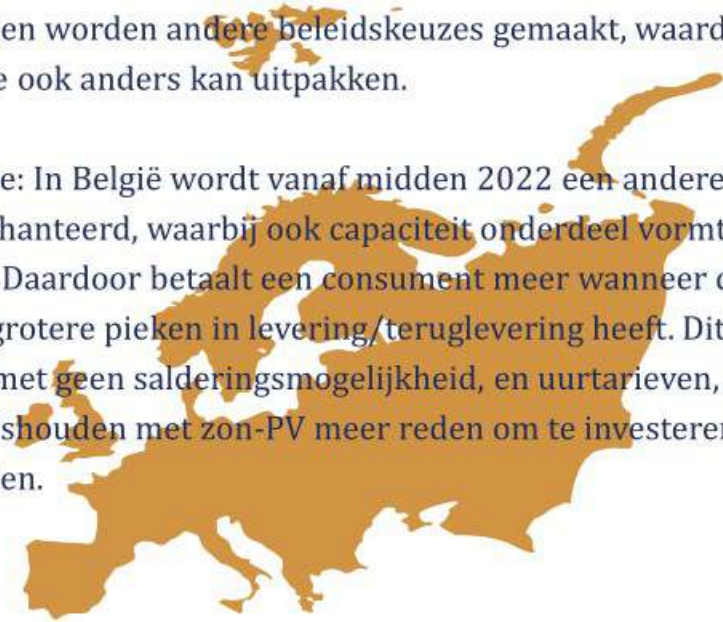 en worden andere beleidskeuzes gemaakt, waard
e ook anders kan uitpakken.
e: In België wordt vanaf midden 2022 een andere
hanteerd, waarbij ook capaciteit onderdeel vormt
Daardoor betaalt een consument meer wanneer d
grotere pieken in levering/teruglevering heeft. Dit
met geen salderingsmogelijkheid, en uurtarieven,
shouden met zon-PV meer reden om te investeren
en.